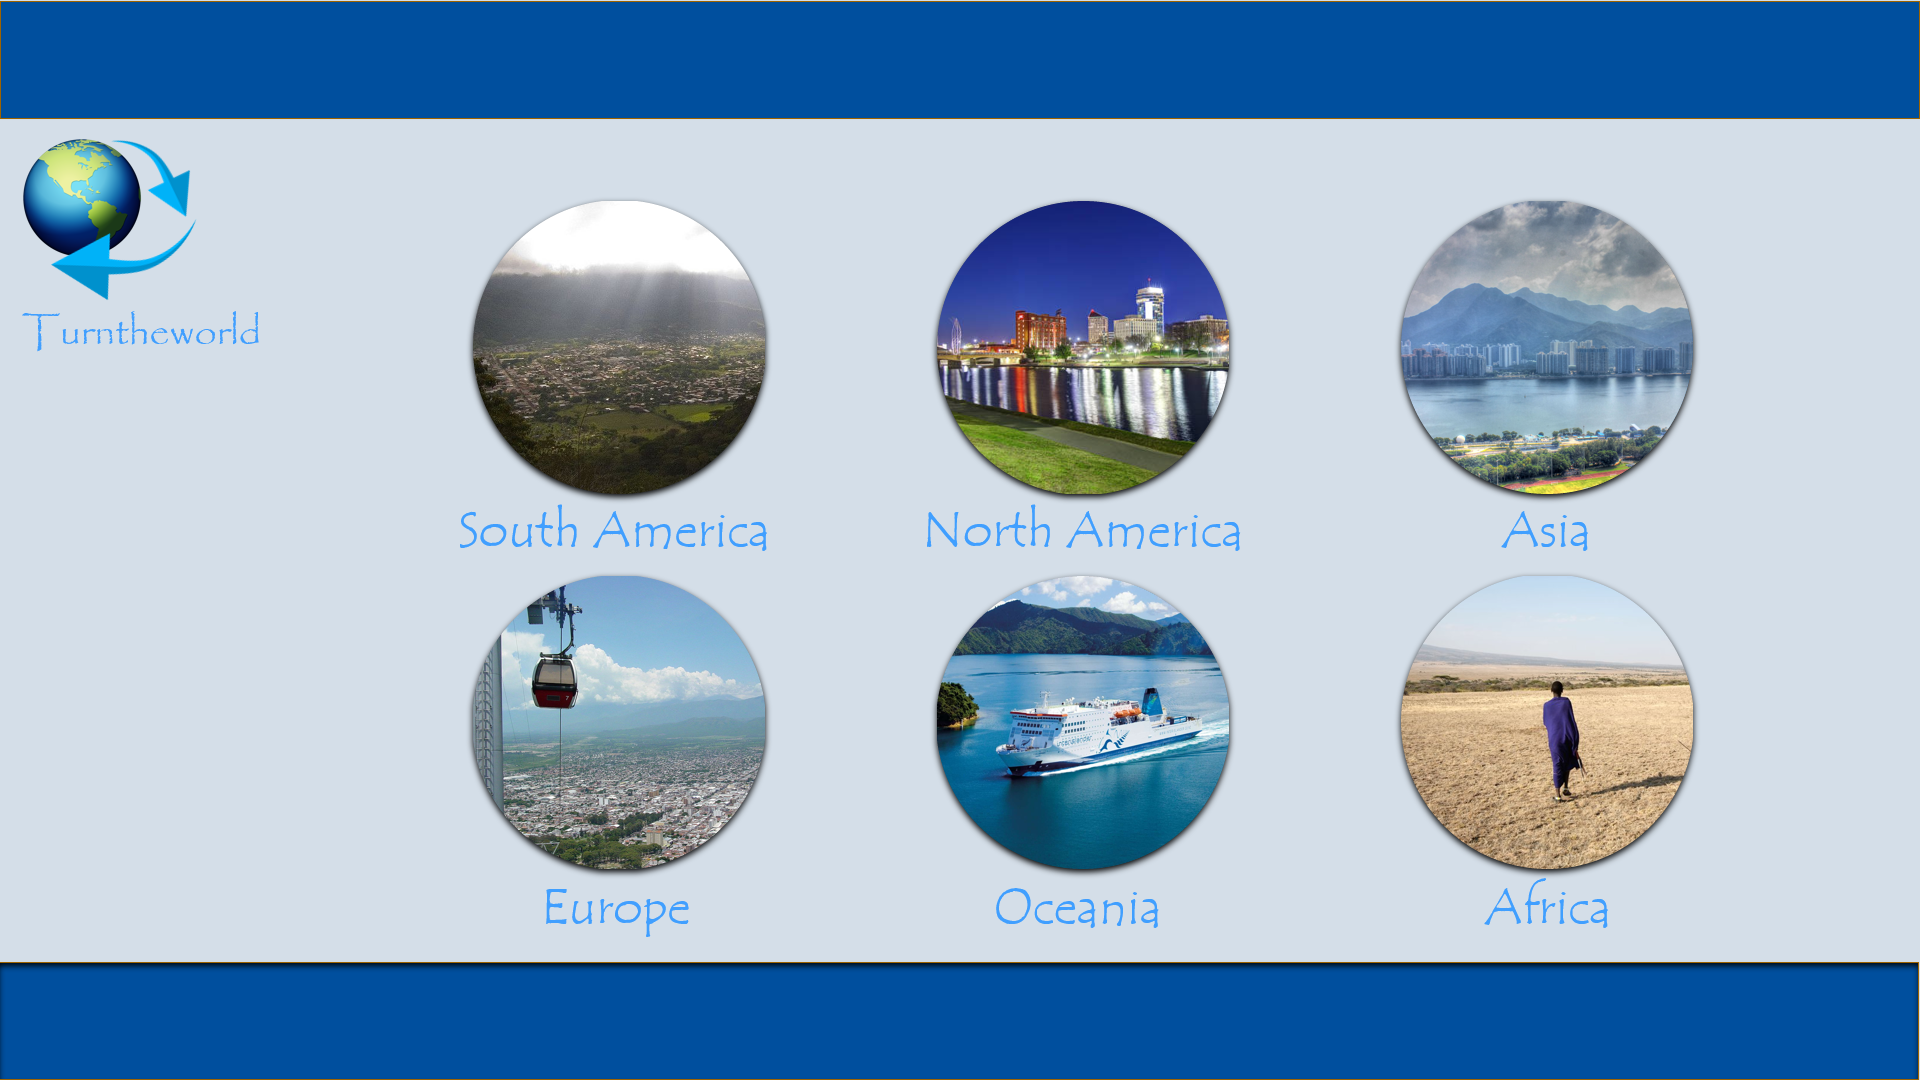 Turntheworld
South America
North America
Asia
Europe
Oceania
Africa